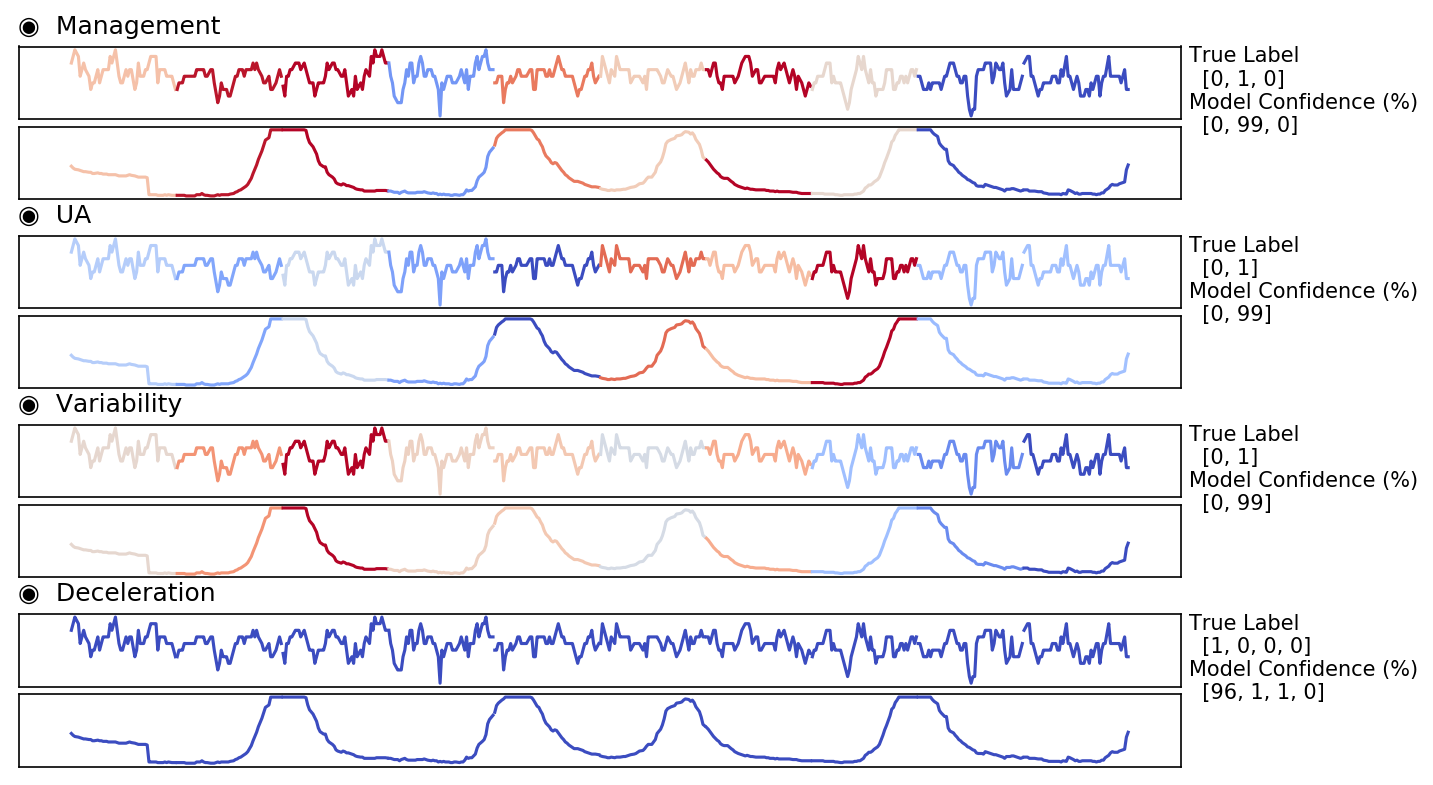 ◉ Management
True Label
[0, 1, 0]
Model Confidence (%)
[0, 99, 0]
◉ UA
True Label
[0, 1]
Model Confidence (%)
[0, 99]
◉ Variability
True Label
[0, 1]
Model Confidence (%)
[0, 99]
◉ Deceleration
True Label
[1, 0, 0, 0]
Model Confidence (%)
[96, 1, 1, 0]